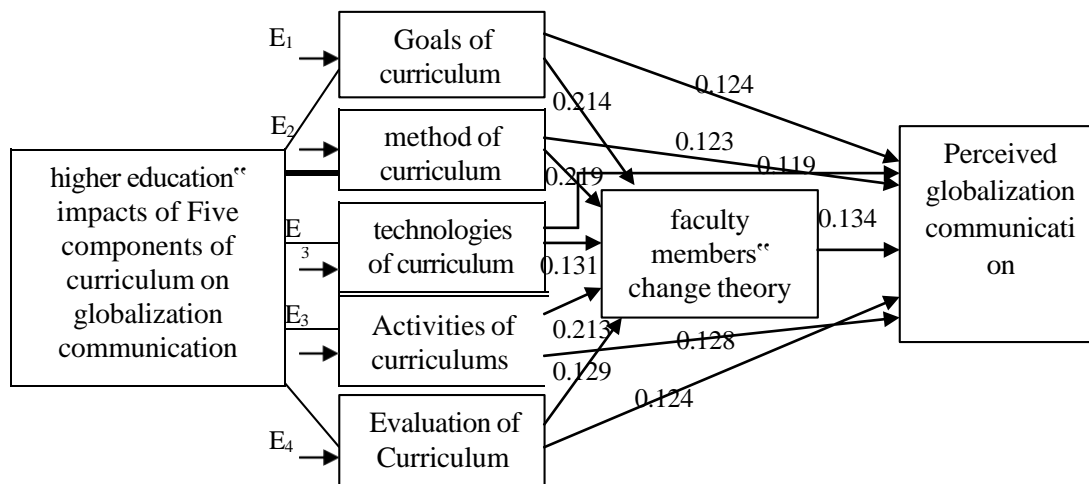 higher education‟
impacts of Five
components of
curriculum on
globalization
communication
E1
E2
E
3
E3
E4
Goals of
curriculum
method of
curriculum
technologies
of curriculum
Activities of
curriculums
Evaluation of
Curriculum
0.214
0.219
0.131
0.213
0.129
0.124
0.123
0.119
0.134
0.128
0.124
faculty
members‟
change theory
Perceived
globalization
communicati
on